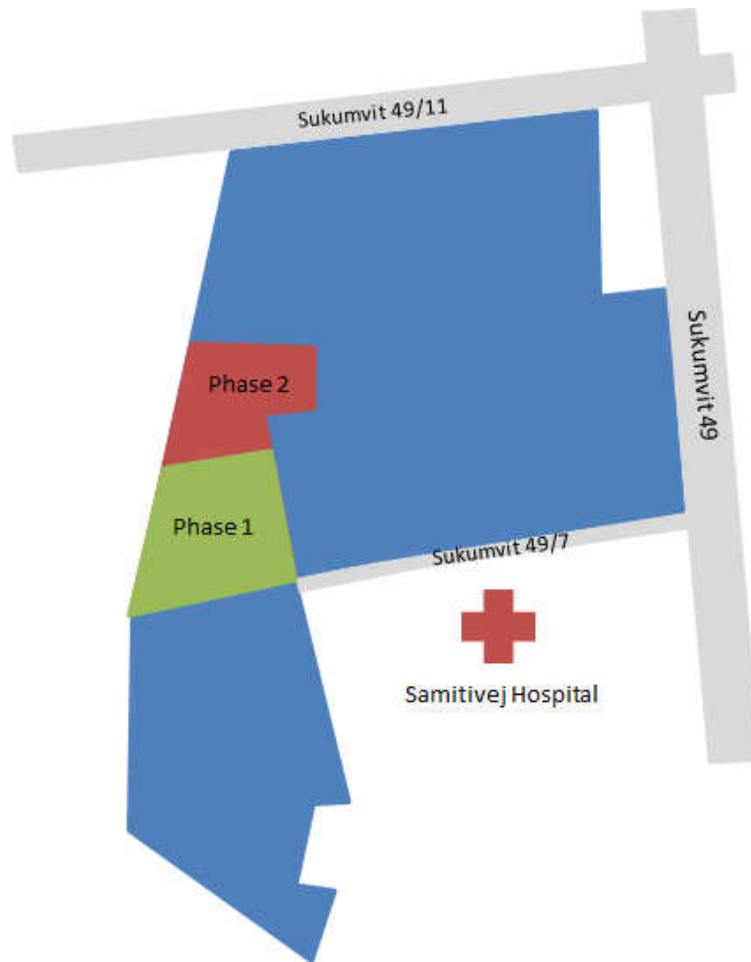 Sukumvit 49/11
Sukumvit 49
Phase 2
Phase 1
Sukumvit 49/7
Samitivej Hospital